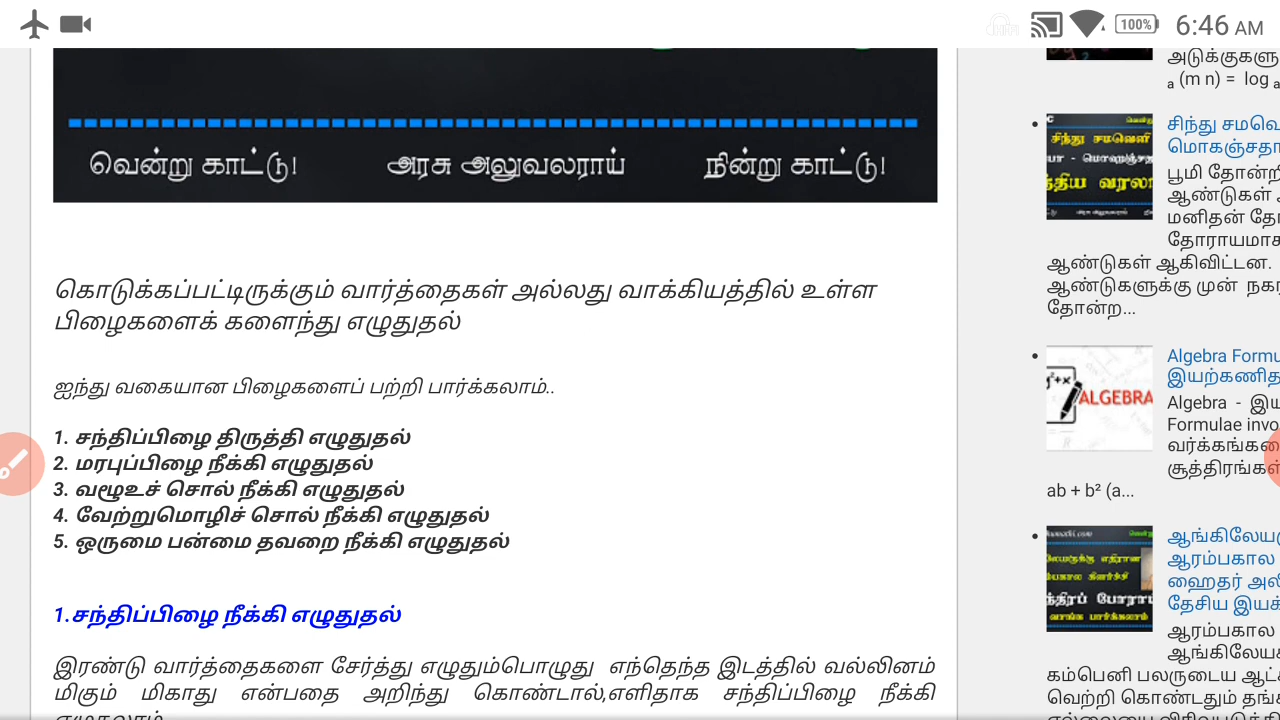 100%
6:46 AM
வென்று காட்டு! அரசு அலுவலராய் நின்று காட்டு!
கொடுக்கப்பட்டிருக்கும் வார்த்தைகள் அல்லது வாக்கியத்தில் உள்ள
பிழைகளைக் களைந்து எழுதுதல்
ஐந்து வகையான பிழைகளைப் பற்றி பார்க்கலாம்..
1. சந்திப்பிழை திருத்தி எழுதுதல்
2. மரபுப்பிழை நீக்கி எழுதுதல்
3. வழூஉச் சொல் நீக்கி எழுதுதல்
4. வேற்றுமொழிச் சொல் நீக்கி எழுதுதல்
5. ஒருமை பன்மை தவறை நீக்கி எழுதுதல்
1.சந்திப்பிழை நீக்கி எழுதுதல்
இரண்டு வார்த்தைகளை சேர்த்து எழுதும்பொழுது எந்தெந்த இடத்தில் வல்லினம்
மிகும் மிகாது என்பதை அறிந்து கொண்டால்,எளிதாக சந்திப்பிழை நீக்கி
அடுக்குகளு
a (m n) = log a
சிந்து சமவெ
மொகஞ்சதா
பூமி தோன்றி
ஆண்டுகள்
மனிதன் தோ
தோராயமாக
ஆண்டுகள் ஆகிவிட்டன.
ஆண்டுகளுக்கு முன் நகர
தோன்ற...
சிந்து சமவெளி
ALGEBRA
Algebra Formu
இயற்கணித
Algebra - இய
Formulae invo
வர்க்கங்களை
சூத்திரங்கள்
ab + b² (a...
ஆங்கிலேயரு
ஆரம்பகால
ஹைதர் அலி
தேசிய இயக்
ஆரம்பகால
ஆங்கிலேய
கம்பெனி பலருடைய ஆட்
வெற்றி கொண்டதும் தங்